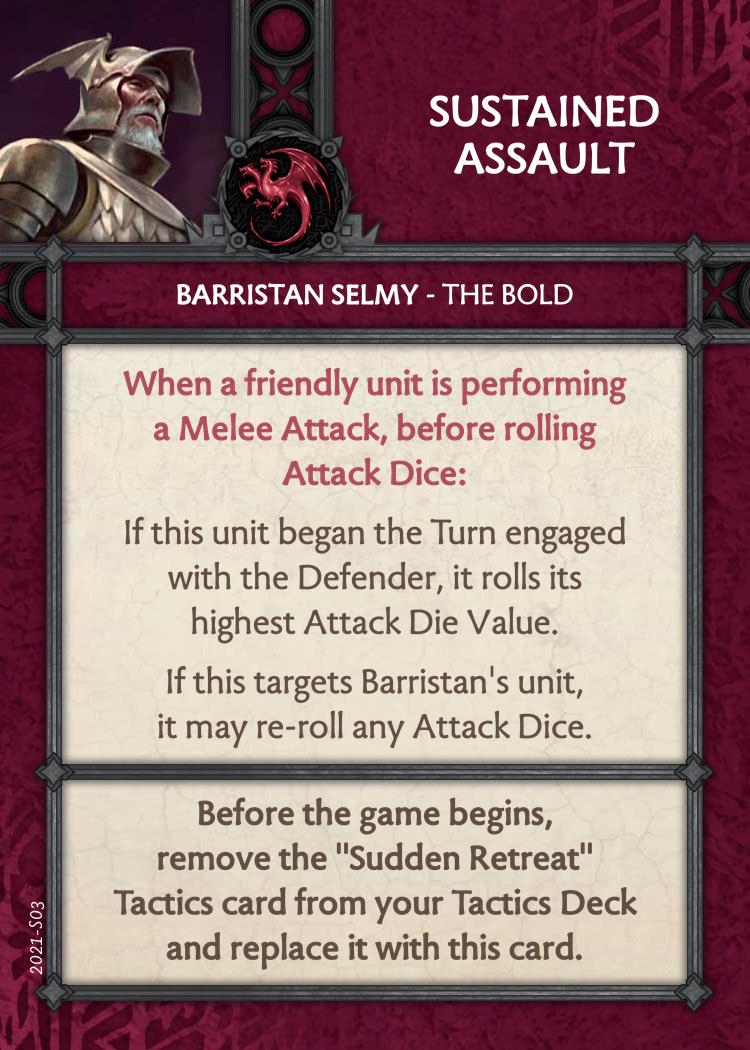 SUSTAINED
ASSAULT
BARRISTAN SELMY - THE BOLD
When a friendly unit is performing
a Melee Attack, before rolling
Attack Dice:
If this unit began the Turn engaged
with the Defender, it rolls its
highest Attack Die Value.
If this targets Barristan's unit,
it may re-roll any Attack Dice.
Before the game begins,
remove the "Sudden Retreat"
Tactics card from your Tactics Deck
and replace it with this card.
2021-S03